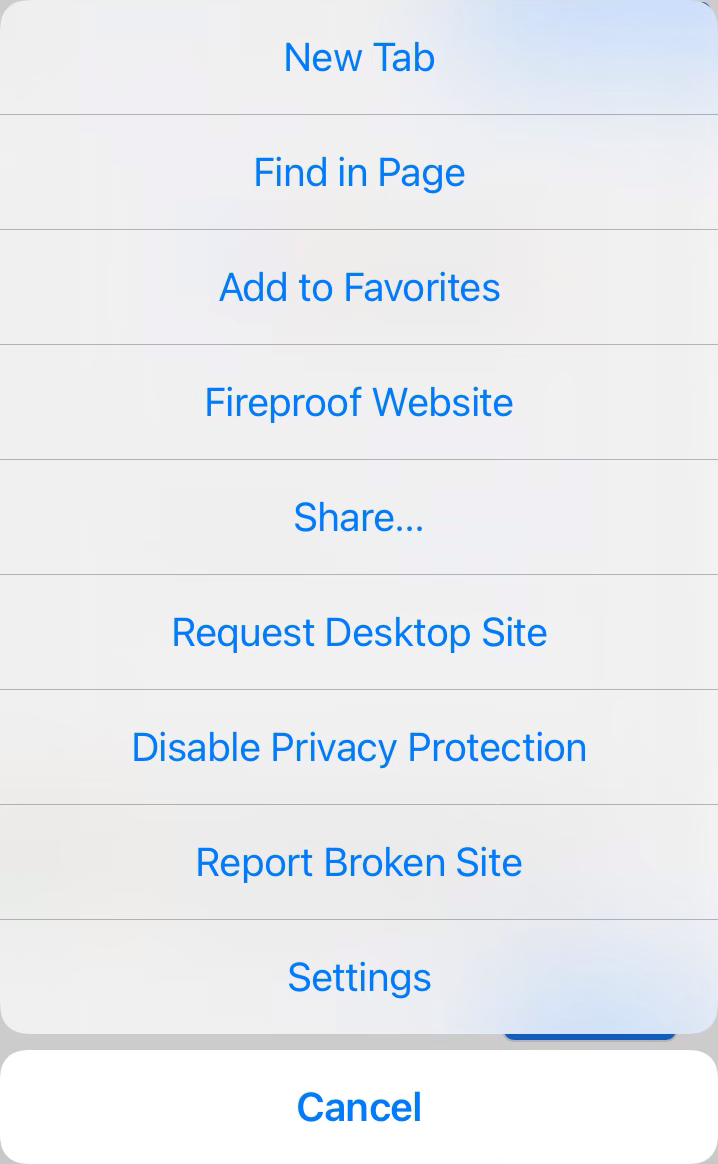 New Tab
Find in Page
Add to Favorites
Fireproof Website
Share...
Request Desktop Site
Disable Privacy Protection
Report Broken Site
Settings
Cancel